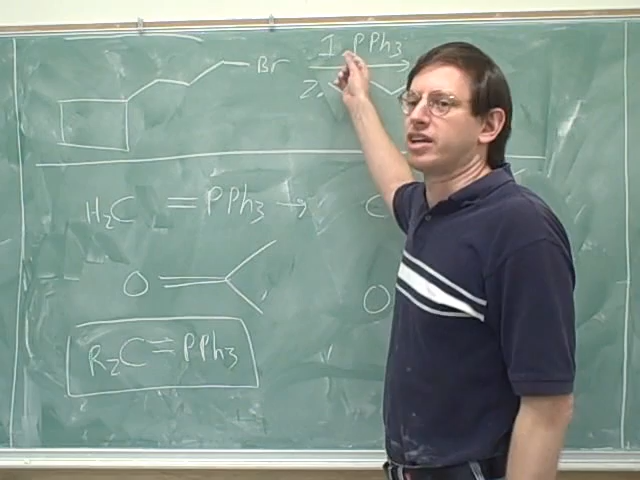 Br 1. PPh3
2.
H2C = PPh3 → C
O O
R2C = PPh3